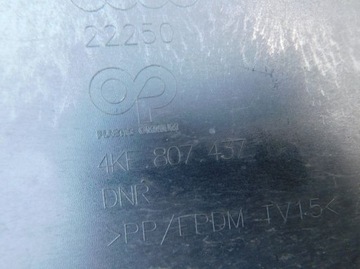 22250
4KE 807 437
DNR
>PP/EPDM-TV15<